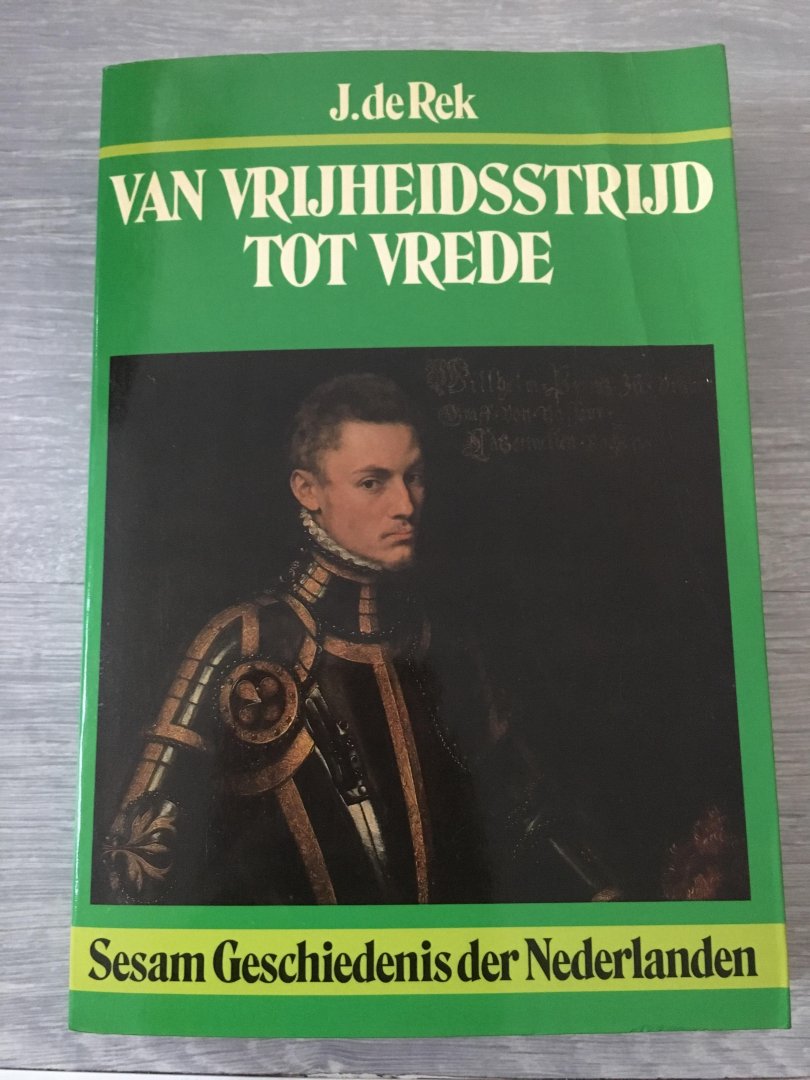 J. de Rek
VAN VRIJHEIDSSTRIJD
TOT VREDE
Sesam Geschiedenis der Nederlanden